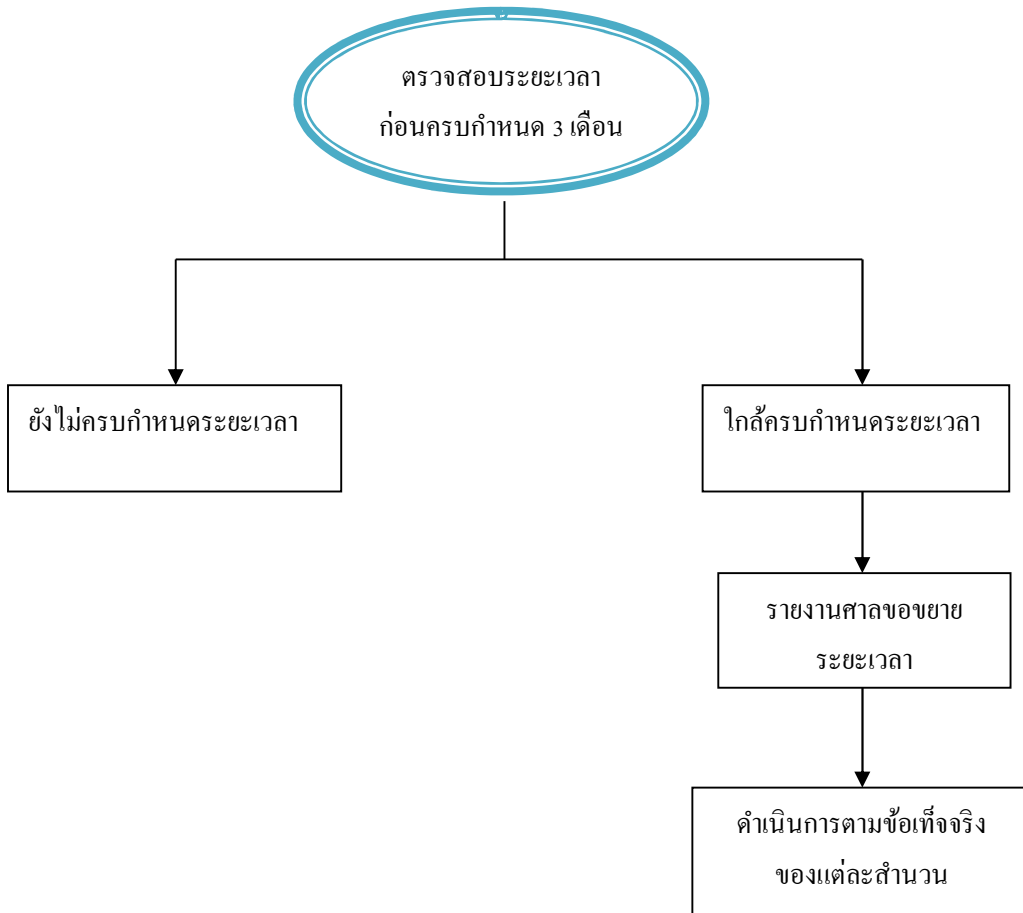 ตรวจสอบระยะเวลา
ก่อนครบกำหนด 3 เดือน
ยังไม่ครบกำหนดระยะเวลา
ใกล้ครบกำหนดระยะเวลา
รายงานศาลขอขยาย
ระยะเวลา
ดำเนินการตามข้อเท็จจริง
ของแต่ละสำนวน